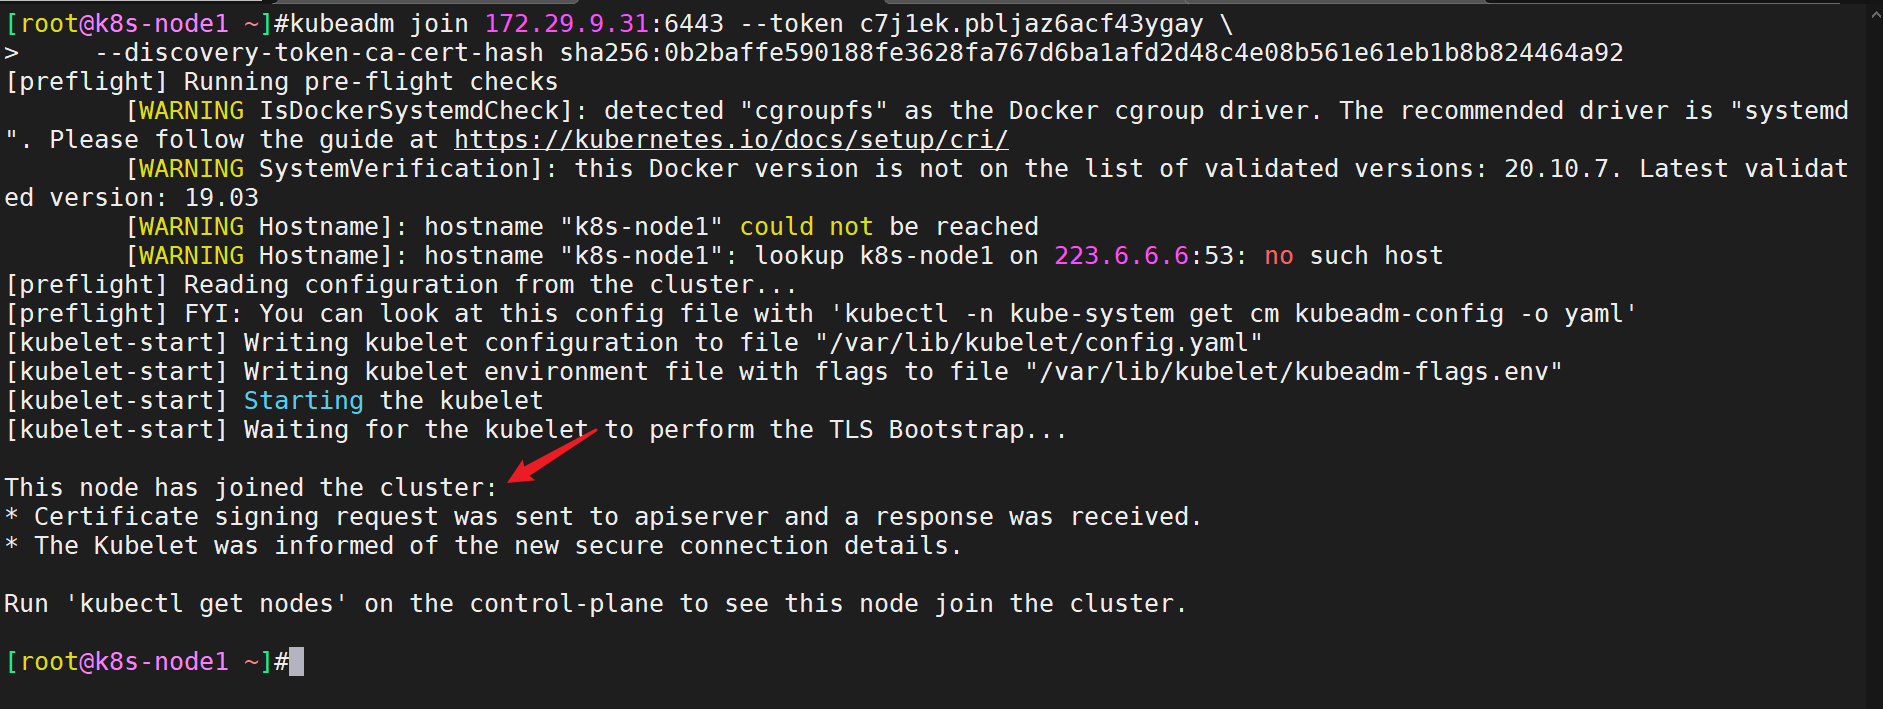 [root@k8s-node1 ~]#kubeadm join 172.29.9.31:6443 --token c7j1ek.pbljaz6acf43ygay \
>     --discovery-token-ca-cert-hash sha256:0b2baffe590188fe3628fa767d6ba1afd2d48c4e08b561e61eb1b8b824464a92
[preflight] Running pre-flight checks
        [WARNING IsDockerSystemdCheck]: detected "cgroupfs" as the Docker cgroup driver. The recommended driver is "systemd
". Please follow the guide at https://kubernetes.io/docs/setup/cri/
        [WARNING SystemVerification]: this Docker version is not on the list of validated versions: 20.10.7. Latest validat
ed version: 19.03
        [WARNING Hostname]: hostname "k8s-node1" could not be reached
        [WARNING Hostname]: hostname "k8s-node1": lookup k8s-node1 on 223.6.6.6:53: no such host
[preflight] Reading configuration from the cluster...
[preflight] FYI: You can look at this config file with 'kubectl -n kube-system get cm kubeadm-config -o yaml'
[kubelet-start] Writing kubelet configuration to file "/var/lib/kubelet/config.yaml"
[kubelet-start] Writing kubelet environment file with flags to file "/var/lib/kubelet/kubeadm-flags.env"
[kubelet-start] Starting the kubelet
[kubelet-start] Waiting for the kubelet to perform the TLS Bootstrap...

This node has joined the cluster:
* Certificate signing request was sent to apiserver and a response was received.
* The Kubelet was informed of the new secure connection details.

Run 'kubectl get nodes' on the control-plane to see this node join the cluster.

[root@k8s-node1 ~]#